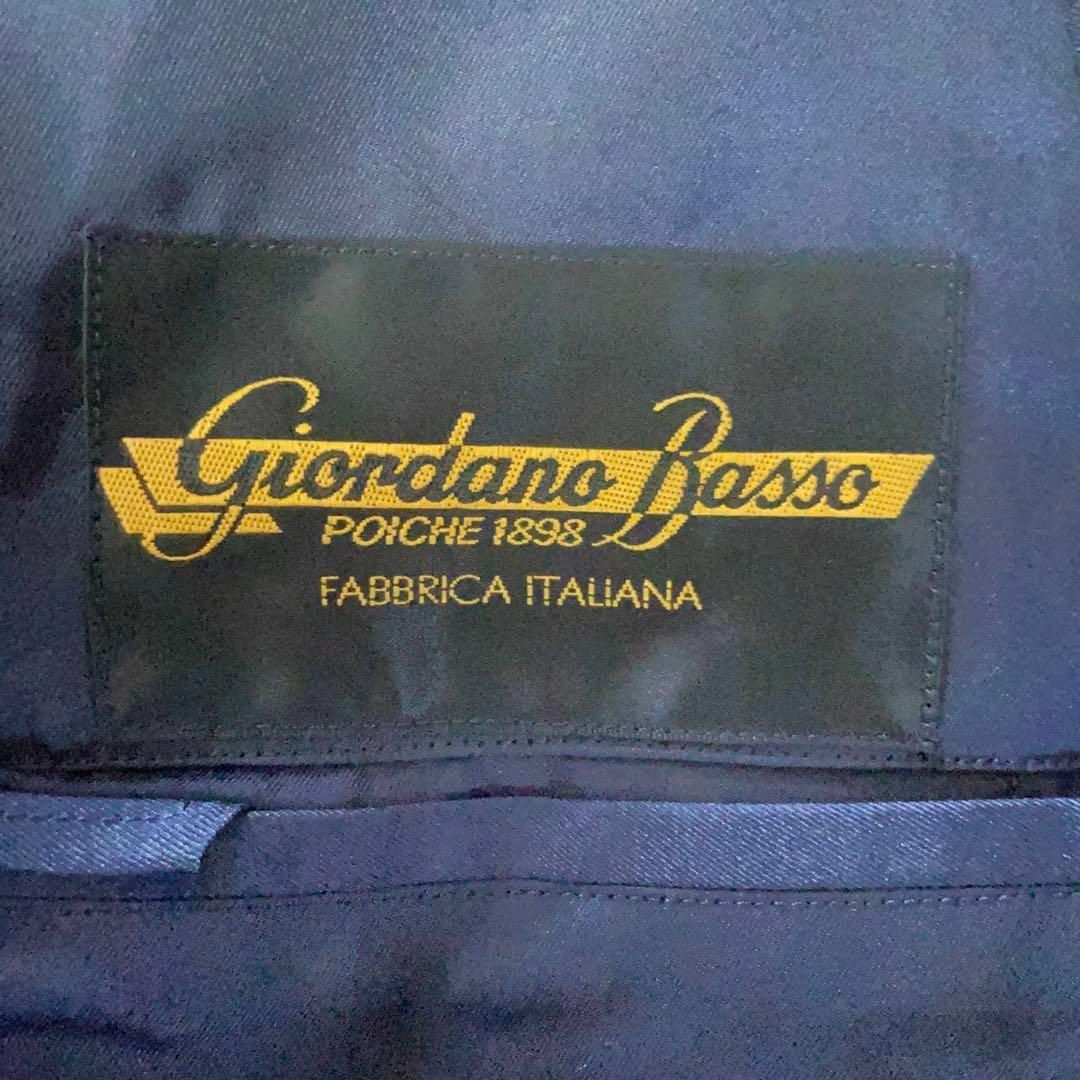 Giordano Basso
POICHE 1898
FABBRICA ITALIANA